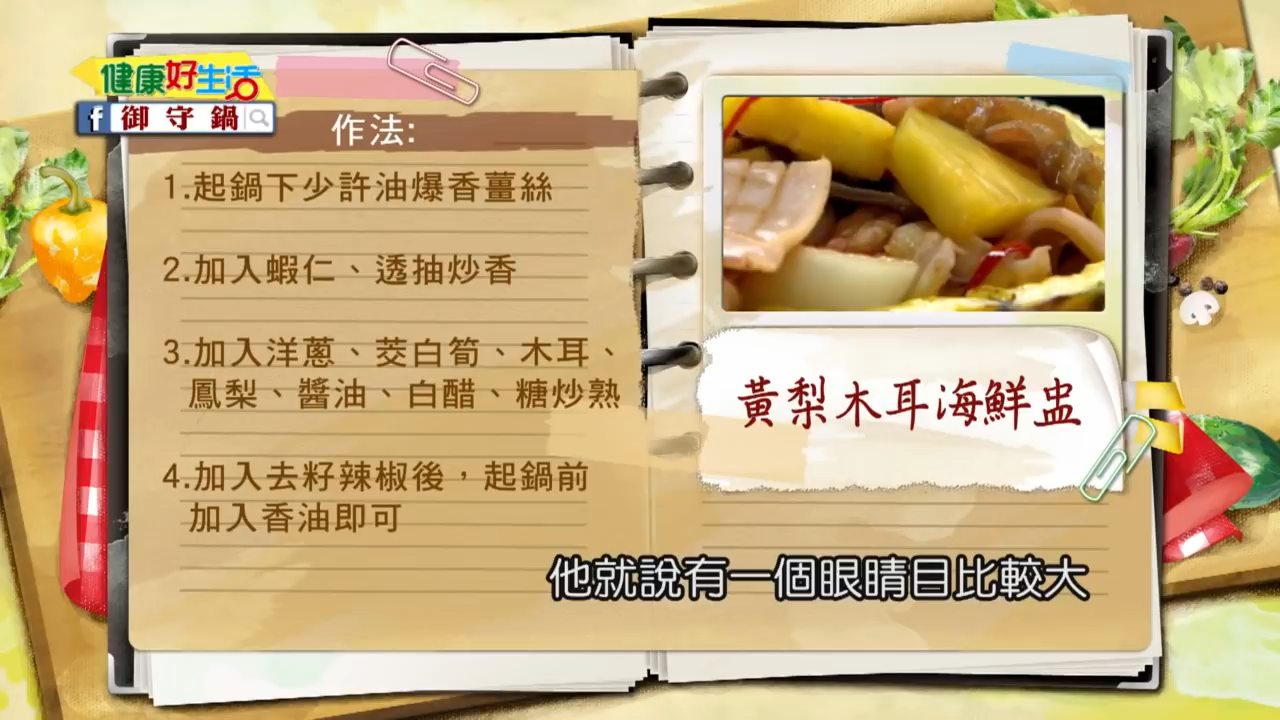 健康好生活
御守鍋
作法:
1.起鍋下少許油爆香薑絲
2.加入蝦仁、透抽炒香
3.加入洋蔥、茭白筍、木耳、
鳳梨、醬油、白醋、糖炒熟
4.加入去籽辣椒後，起鍋前
加入香油即可
黃梨木耳海鮮盅
他就說有一個眼睛目比較大